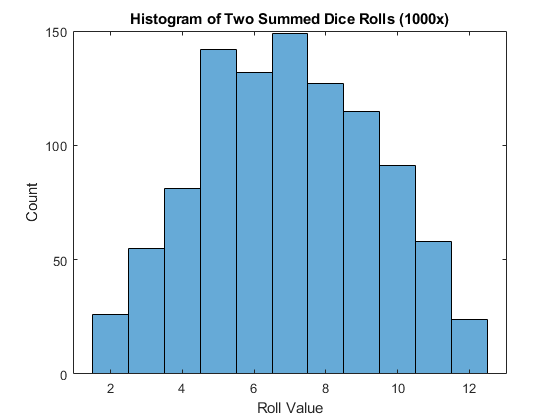 Histogram of Two Summed Dice Rolls (1000x)
150
100
50
0
Count
2 4 6 8 10 12
Roll Value